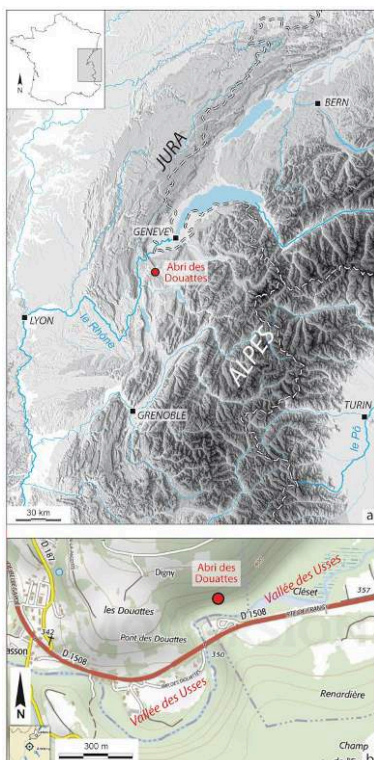 N
BERN
JURA
GENEVE
Abri des
Douattes
LYON
le Rhône
ALPES
TURIN
GRENOBLE
le Pô
30 km
a
Abri des
Douattes
Vallée des Usses
D 187
Digny
Cléset
les Douattes
357
D 1508
342
Pont des Douattes
asson
D 1508
350
Vallée des Usses
Renardière
N
300 m
Champ
b